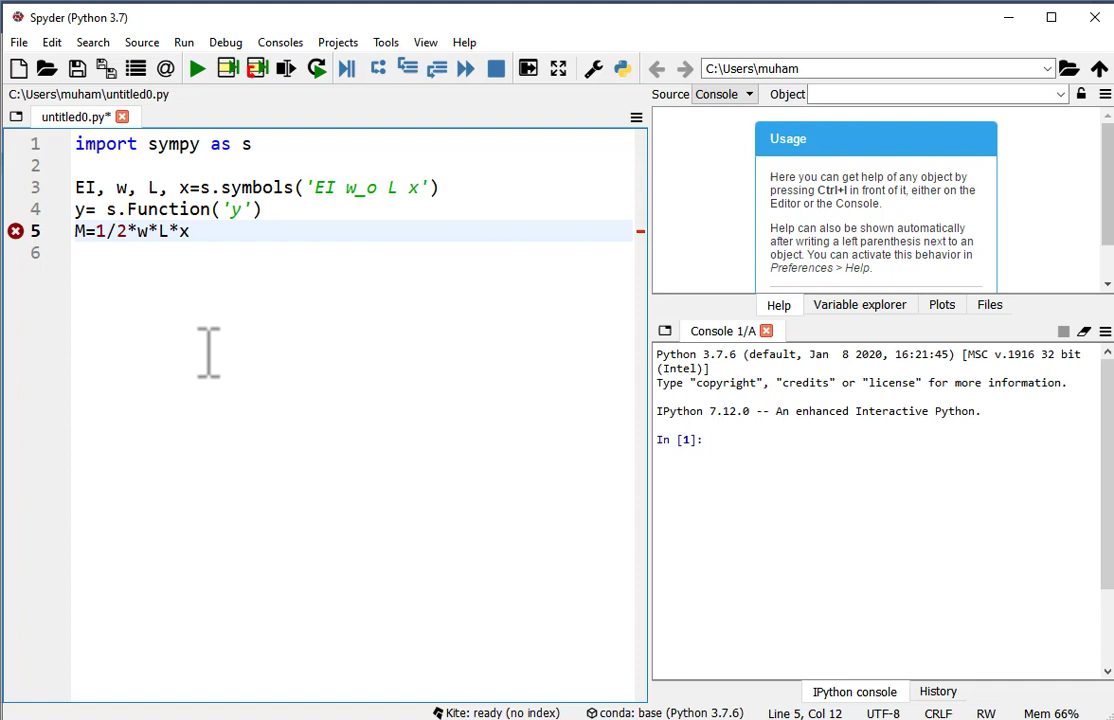 Spyder (Python 3.7)
File Edit Search Source Run Debug Consoles Projects Tools View Help
C:\Users\muham
C:\Users\muham\untitled0.py
Source Console Object
untitled0.py*
1 import sympy as s
2
3 EI, w, L, x=s.symbols('EI w_o L x')
4 y= s.Function('y')
5 M=1/2*w*L*x
6
Usage
Here you can get help of any object by
pressing Ctrl+I in front of it, either on the
Editor or the Console.
Help can also be shown automatically
after writing a left parenthesis next to an
object. You can activate this behavior in
Preferences > Help.
Help Variable explorer Plots Files
Console 1/A
Python 3.7.6 (default, Jan 8 2020, 16:21:45) [MSC v.1916 32 bit
(Intel)]
Type "copyright", "credits" or "license" for more information.
IPython 7.12.0 -- An enhanced Interactive Python.
In [1]:
IPython console History
Kite: ready (no index) conda: base (Python 3.7.6) Line 5, Col 12 UTF-8 CRLF RW Mem 66%